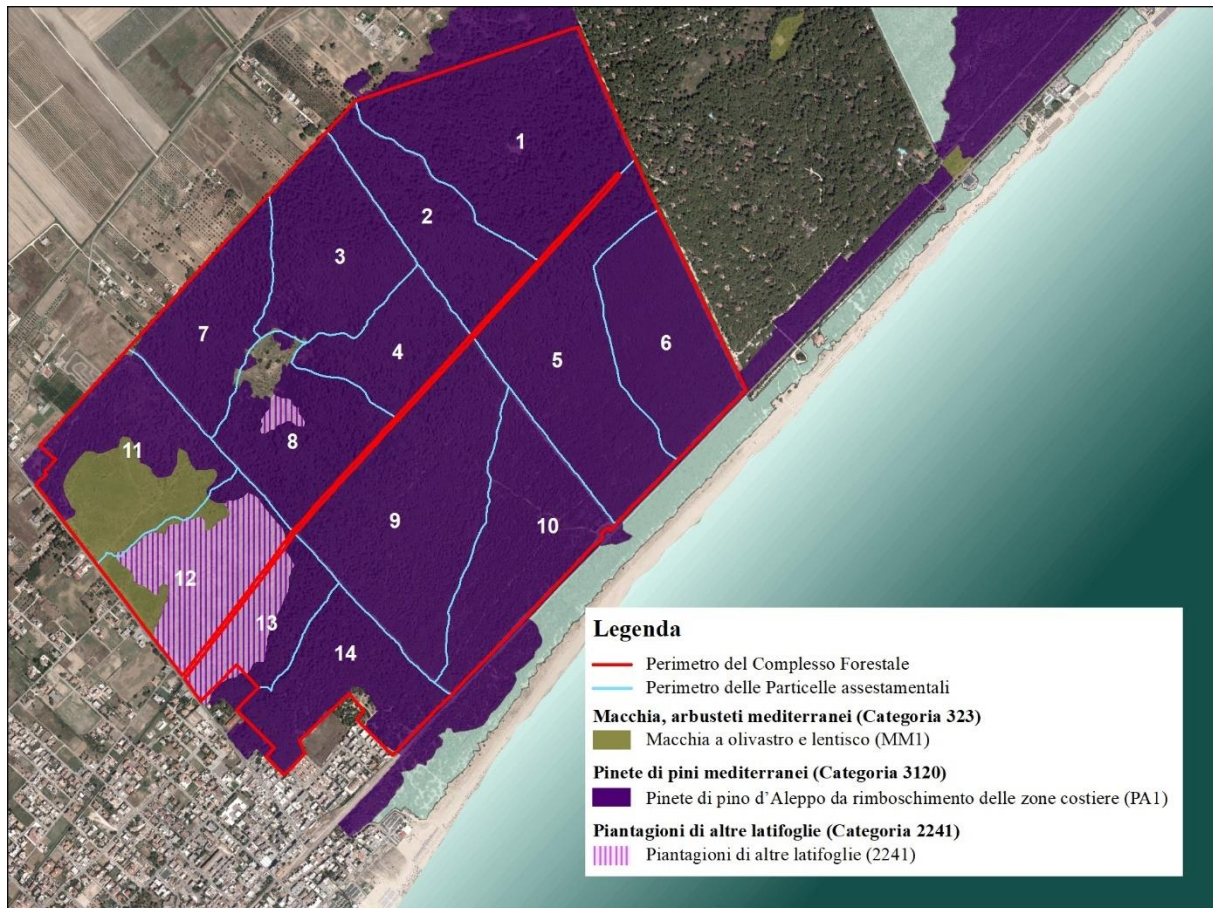 1
2
3
4
5
6
7
8
9
10
11
12
13
14
Legenda
Perimetro del Complesso Forestale
Perimetro delle Particelle assestamentali
Macchia, arbusteti mediterranei (Categoria 323)
Macchia a olivastro e lentisco (MM1)
Pinete di pini mediterranei (Categoria 3120)
Pinete di pino d’Aleppo da rimboschimento delle zone costiere (PA1)
Piantagioni di altre latifoglie (Categoria 2241)
Piantagioni di altre latifoglie (2241)